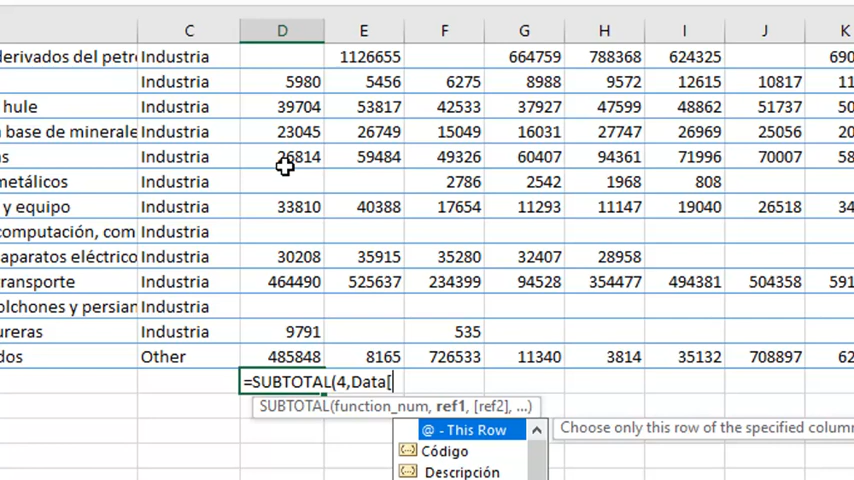 C D E F G H I J K
derivados del petr Industria 1126655 664759 788368 624325 690
Industria 5980 5456 6275 8988 9572 12615 10817 11
hule Industria 39704 53817 42533 37927 47599 48862 51737 50
a base de minerale Industria 23045 26749 15049 16031 27747 26969 25056 20
as Industria 26814 59484 49326 60407 94361 71996 70007 58
metálicos Industria 2786 2542 1968 808
y equipo Industria 33810 40388 17654 11293 11147 19040 26518 34
computación, com Industria
aparatos eléctrico Industria 30208 35915 35280 32407 28958
transporte Industria 464490 525637 234399 94528 354477 494381 504358 591
olchones y persian Industria
ureras Industria 9791 535
dos Other 485848 8165 726533 11340 3814 35132 708897 62
=SUBTOTAL(4,Data[
SUBTOTAL(function_num, ref1, [ref2], ...)
@ - This Row Choose only this row of the specified column
Código
Descripción